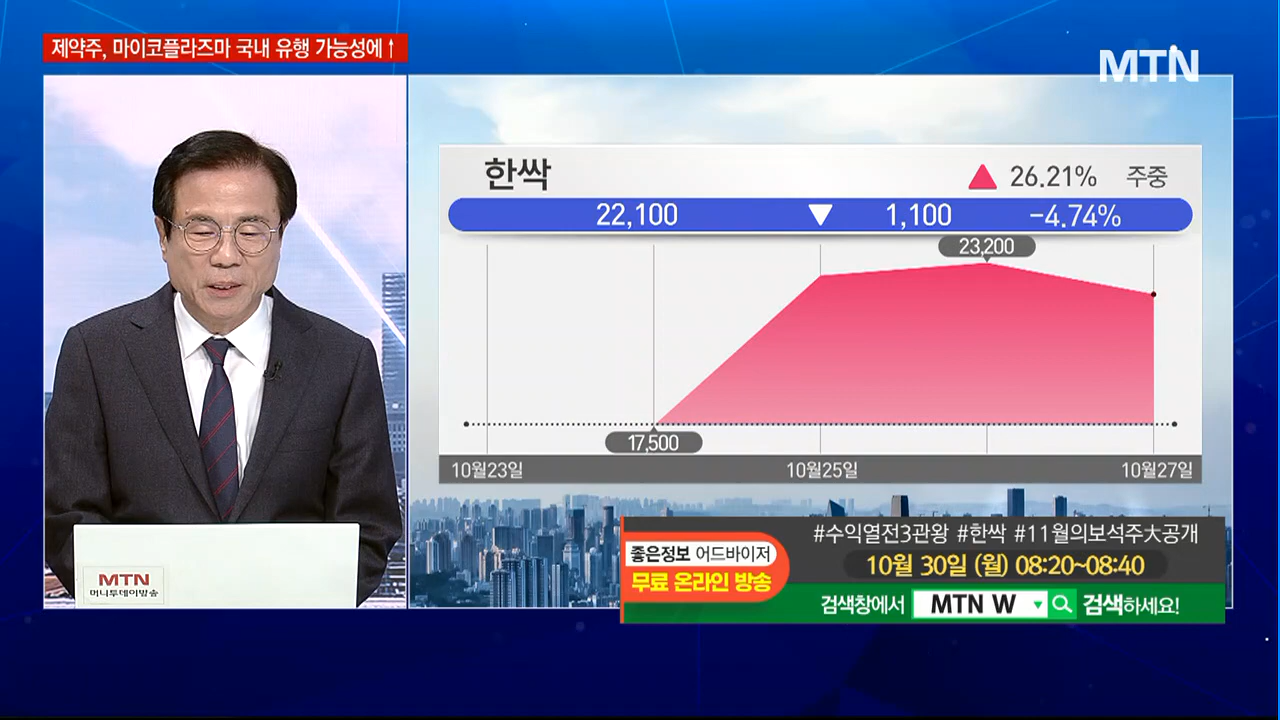 제약주, 마이코플라즈마 국내 유행 가능성에↑
MTN
한싹
▲ 26.21% 주중
22,100 ▽ 1,100 -4.74%
23,200
17,500
10월23일 10월25일 10월27일
MTN
머니투데이방송
좋은정보 어드바이저
무료 온라인 방송
#수익열전3관왕 #한싹 #11월의보석주大공개
10월 30일 (월) 08:20~08:40
검색창에서 MTN W 검색하세요!